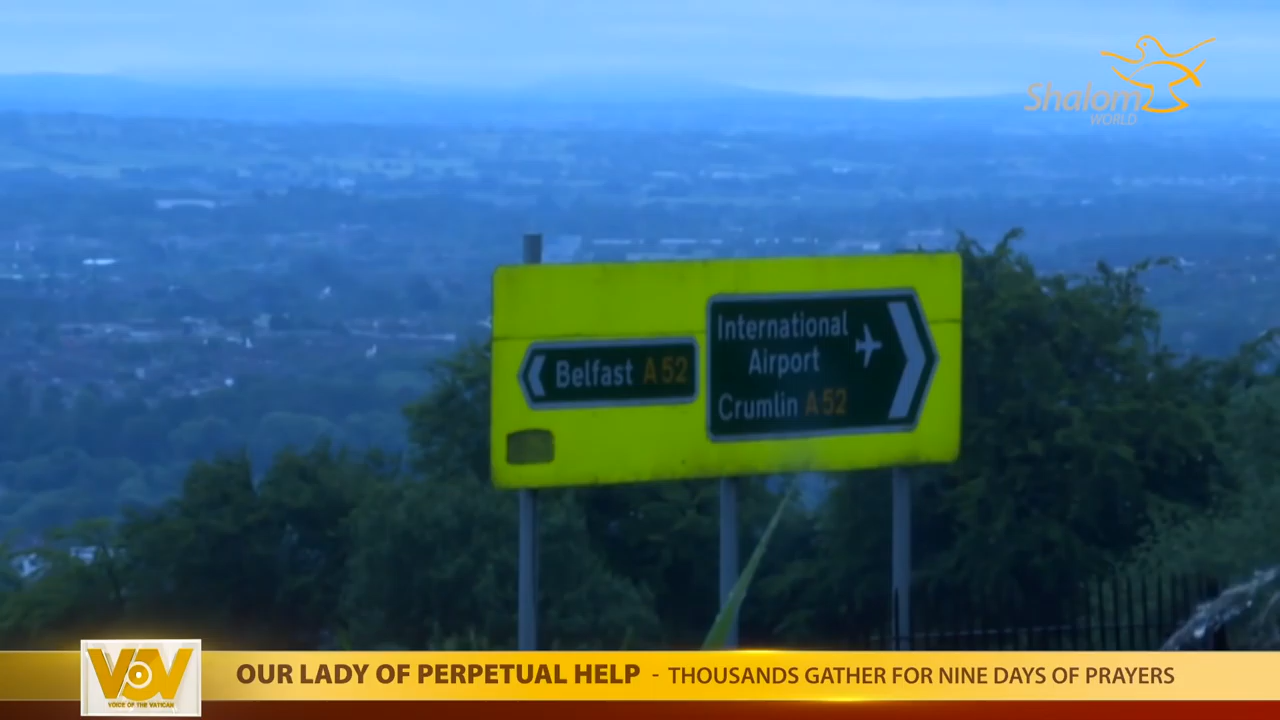 Shalom
WORLD
Belfast A52
International
Airport
Crumlin A52
VOV
VOICE OF THE VATICAN
OUR LADY OF PERPETUAL HELP - THOUSANDS GATHER FOR NINE DAYS OF PRAYERS